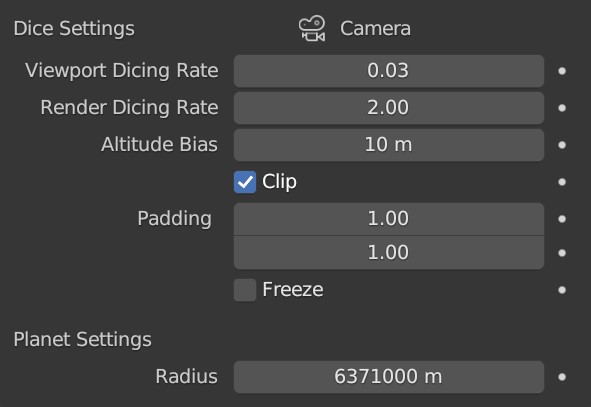 Dice Settings Camera
Viewport Dicing Rate 0.03
Render Dicing Rate 2.00
Altitude Bias 10 m
Clip
Padding 1.00
1.00
Freeze
Planet Settings
Radius 6371000 m